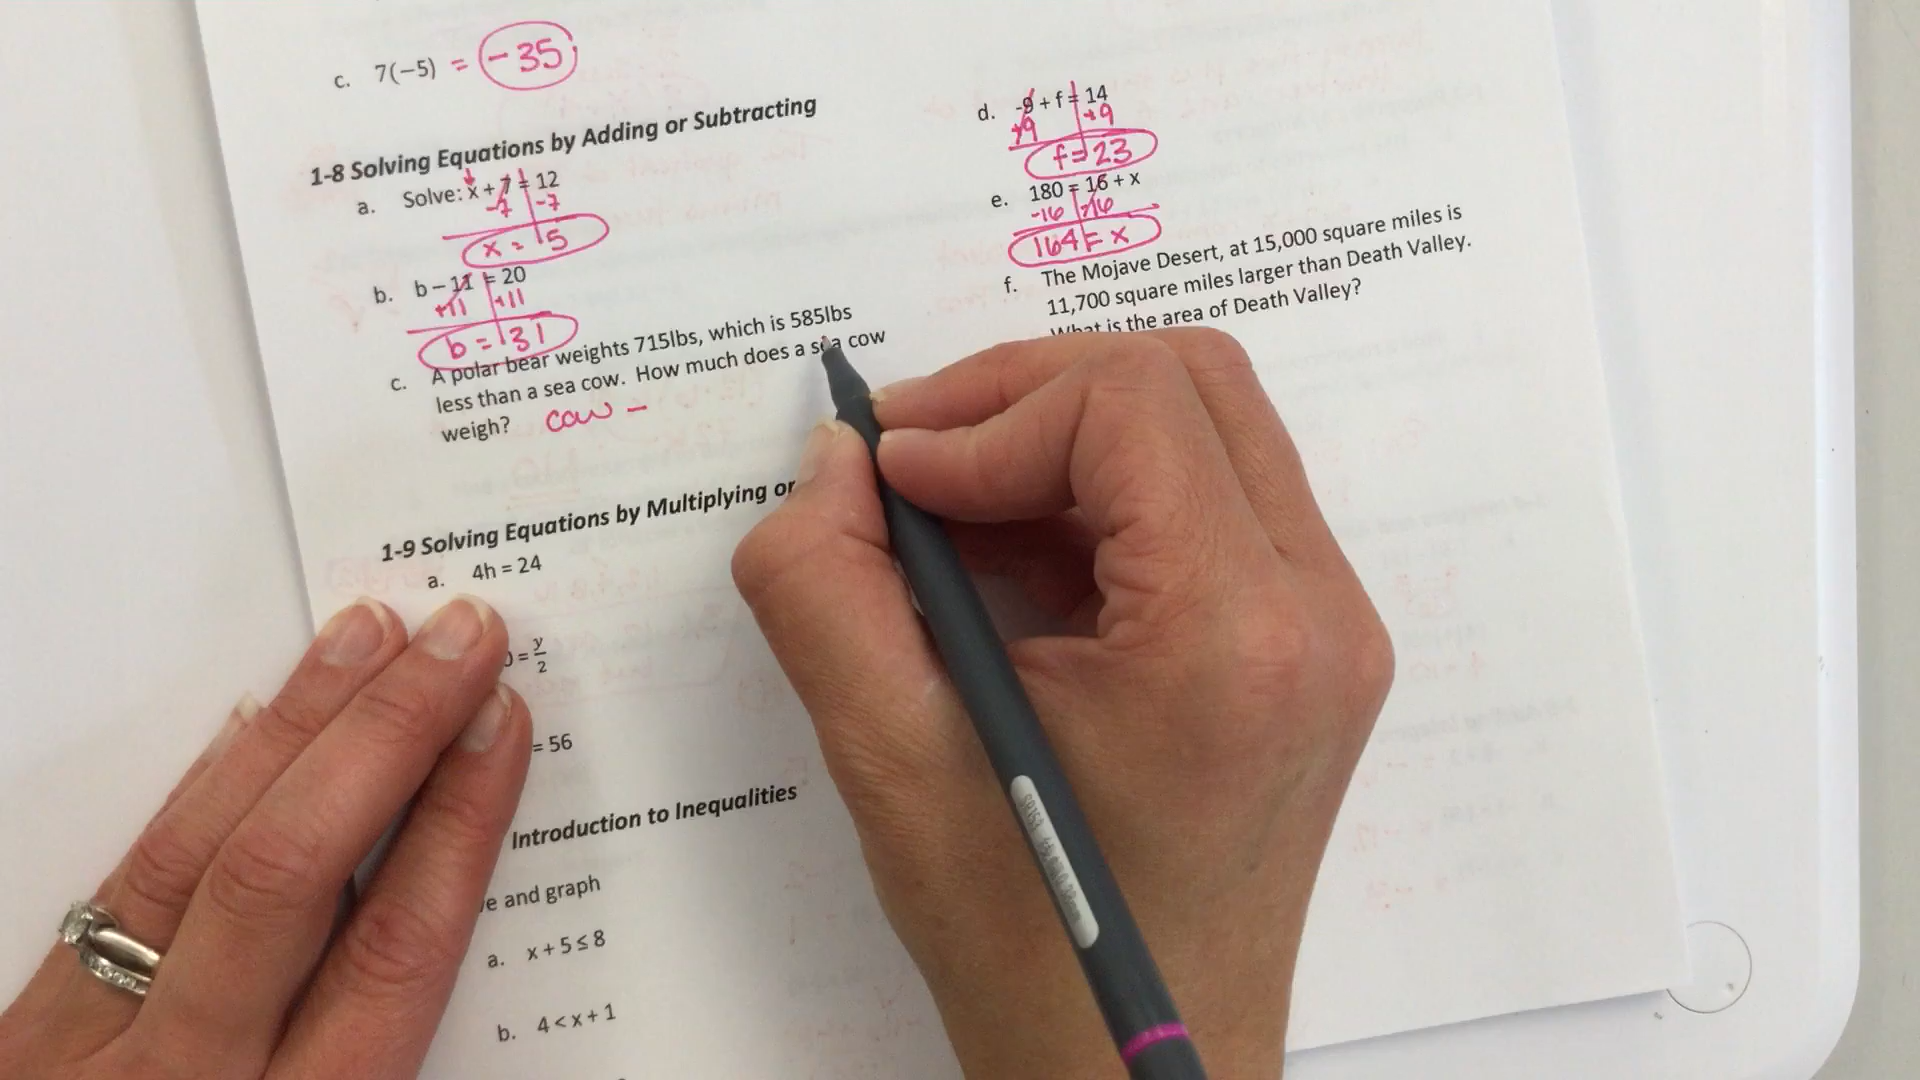 c. 7(−5) = −35
1-8 Solving Equations by Adding or Subtracting
a. Solve: x + 7 = 12
-7 -7
x = 5
b. b – 11 = 20
+11 +11
b = 31
c. A polar bear weights 715lbs, which is 585lbs
less than a sea cow. How much does a sea cow
weigh? cow –
1-9 Solving Equations by Multiplying or
a. 4h = 24
= y/2
= 56
Introduction to Inequalities
and graph
a. x + 5 ≤ 8
b. 4 < x + 1
d. -9 + f = 14
+9 +9
f = 23
e. 180 = 16 + x
-16 -16
164 = x
f. The Mojave Desert, at 15,000 square miles is
11,700 square miles larger than Death Valley.
What is the area of Death Valley?